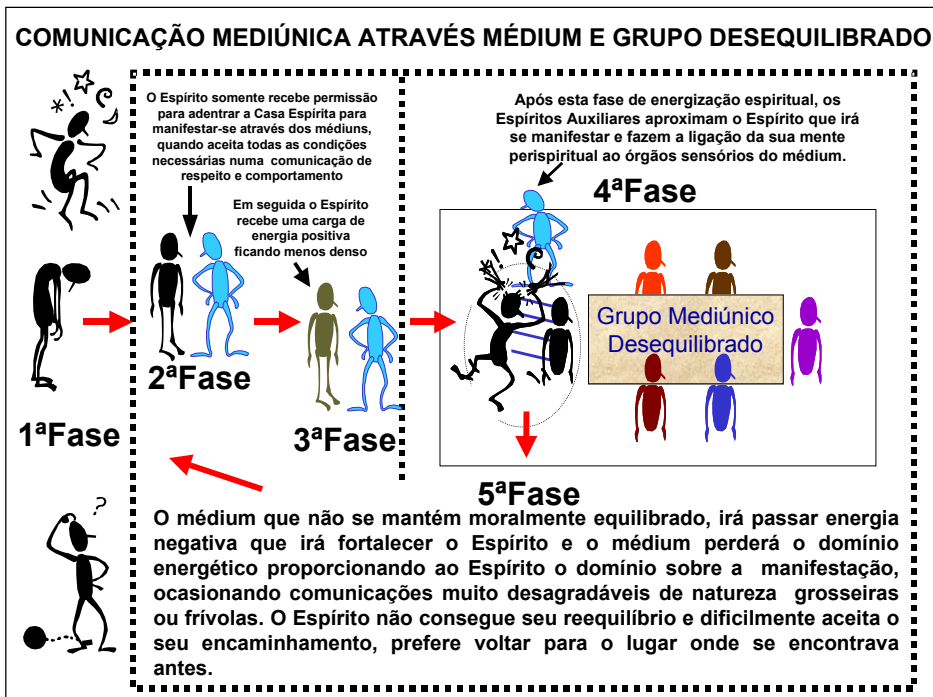 COMUNICAÇÃO MEDIÚNICA ATRAVÉS MÉDIUM E GRUPO DESEQUILIBRADO
O Espírito somente recebe permissão
para adentrar a Casa Espírita para
manifestar-se através dos médiuns,
quando aceita todas as condições
necessárias numa comunicação de
respeito e comportamento
Em seguida o Espírito
recebe uma carga de
energia positiva
ficando menos denso
Após esta fase de energização espiritual, os
Espíritos Auxiliares aproximam o Espírito que irá
se manifestar e fazem a ligação da sua mente
perispiritual ao órgãos sensórios do médium.
4ªFase
Grupo Mediúnico
Desequilibrado
2ªFase
3ªFase
1ªFase
5ªFase
O médium que não se mantém moralmente equilibrado, irá passar energia
negativa que irá fortalecer o Espírito e o médium perderá o domínio
energético proporcionando ao Espírito o domínio sobre a manifestação,
ocasionando comunicações muito desagradáveis de natureza grosseiras
ou frívolas. O Espírito não consegue seu reequilíbrio e dificilmente aceita o
seu encaminhamento, prefere voltar para o lugar onde se encontrava
antes.